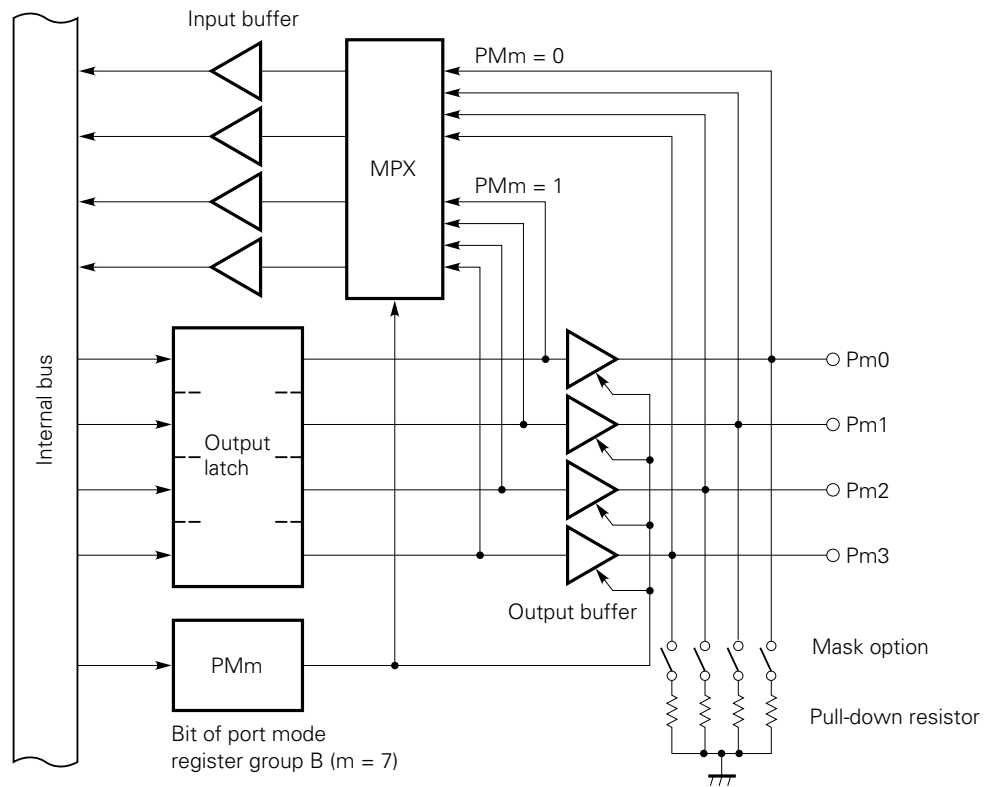 Input buffer
PMm = 0
MPX
PMm = 1
Internal bus
Output
latch
Pm0
Pm1
Pm2
Pm3
Output buffer
PMm
Mask option
Pull-down resistor
Bit of port mode
register group B (m = 7)